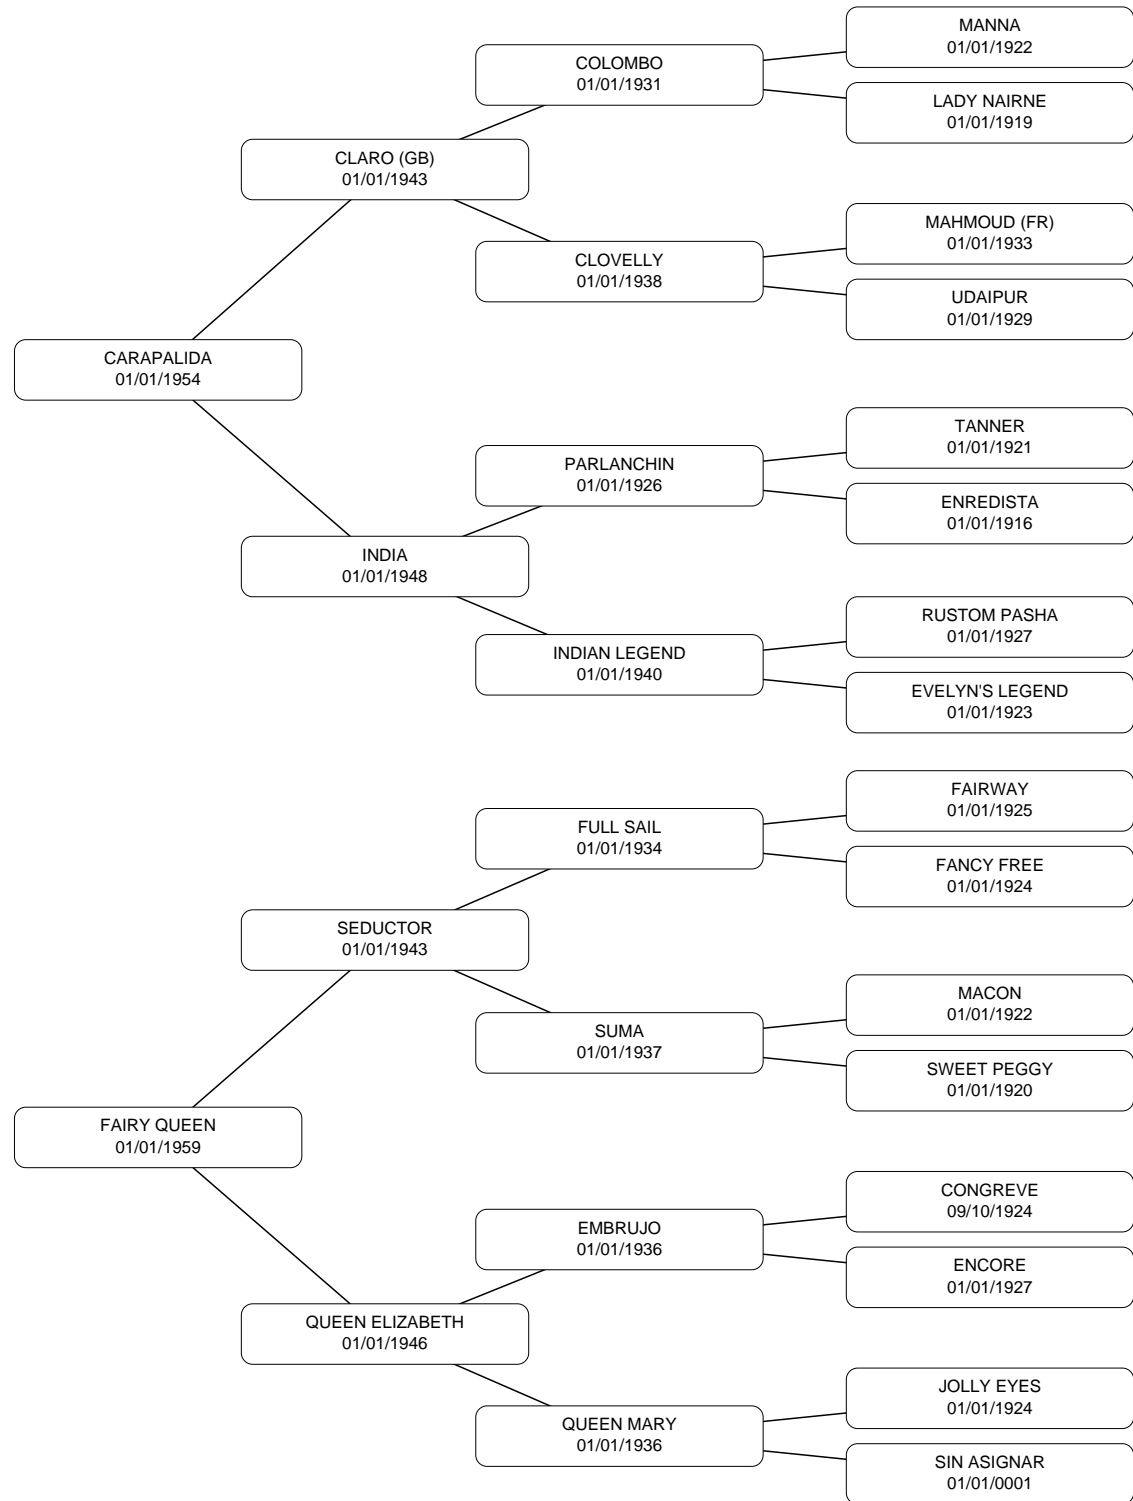 MANNA
01/01/1922
COLOMBO
01/01/1931
LADY NAIRNE
01/01/1919
CLARO (GB)
01/01/1943
MAHMOUD (FR)
01/01/1933
CLOVELLY
01/01/1938
UDAIPUR
01/01/1929
CARAPALIDA
01/01/1954
TANNER
01/01/1921
PARLANCHIN
01/01/1926
ENREDISTA
01/01/1916
INDIA
01/01/1948
RUSTOM PASHA
01/01/1927
INDIAN LEGEND
01/01/1940
EVELYN'S LEGEND
01/01/1923
FAIRWAY
01/01/1925
FULL SAIL
01/01/1934
FANCY FREE
01/01/1924
SEDUCTOR
01/01/1943
MACON
01/01/1922
SUMA
01/01/1937
SWEET PEGGY
01/01/1920
FAIRY QUEEN
01/01/1959
CONGREVE
09/10/1924
EMBRUJO
01/01/1936
ENCORE
01/01/1927
QUEEN ELIZABETH
01/01/1946
JOLLY EYES
01/01/1924
QUEEN MARY
01/01/1936
SIN ASIGNAR
01/01/0001